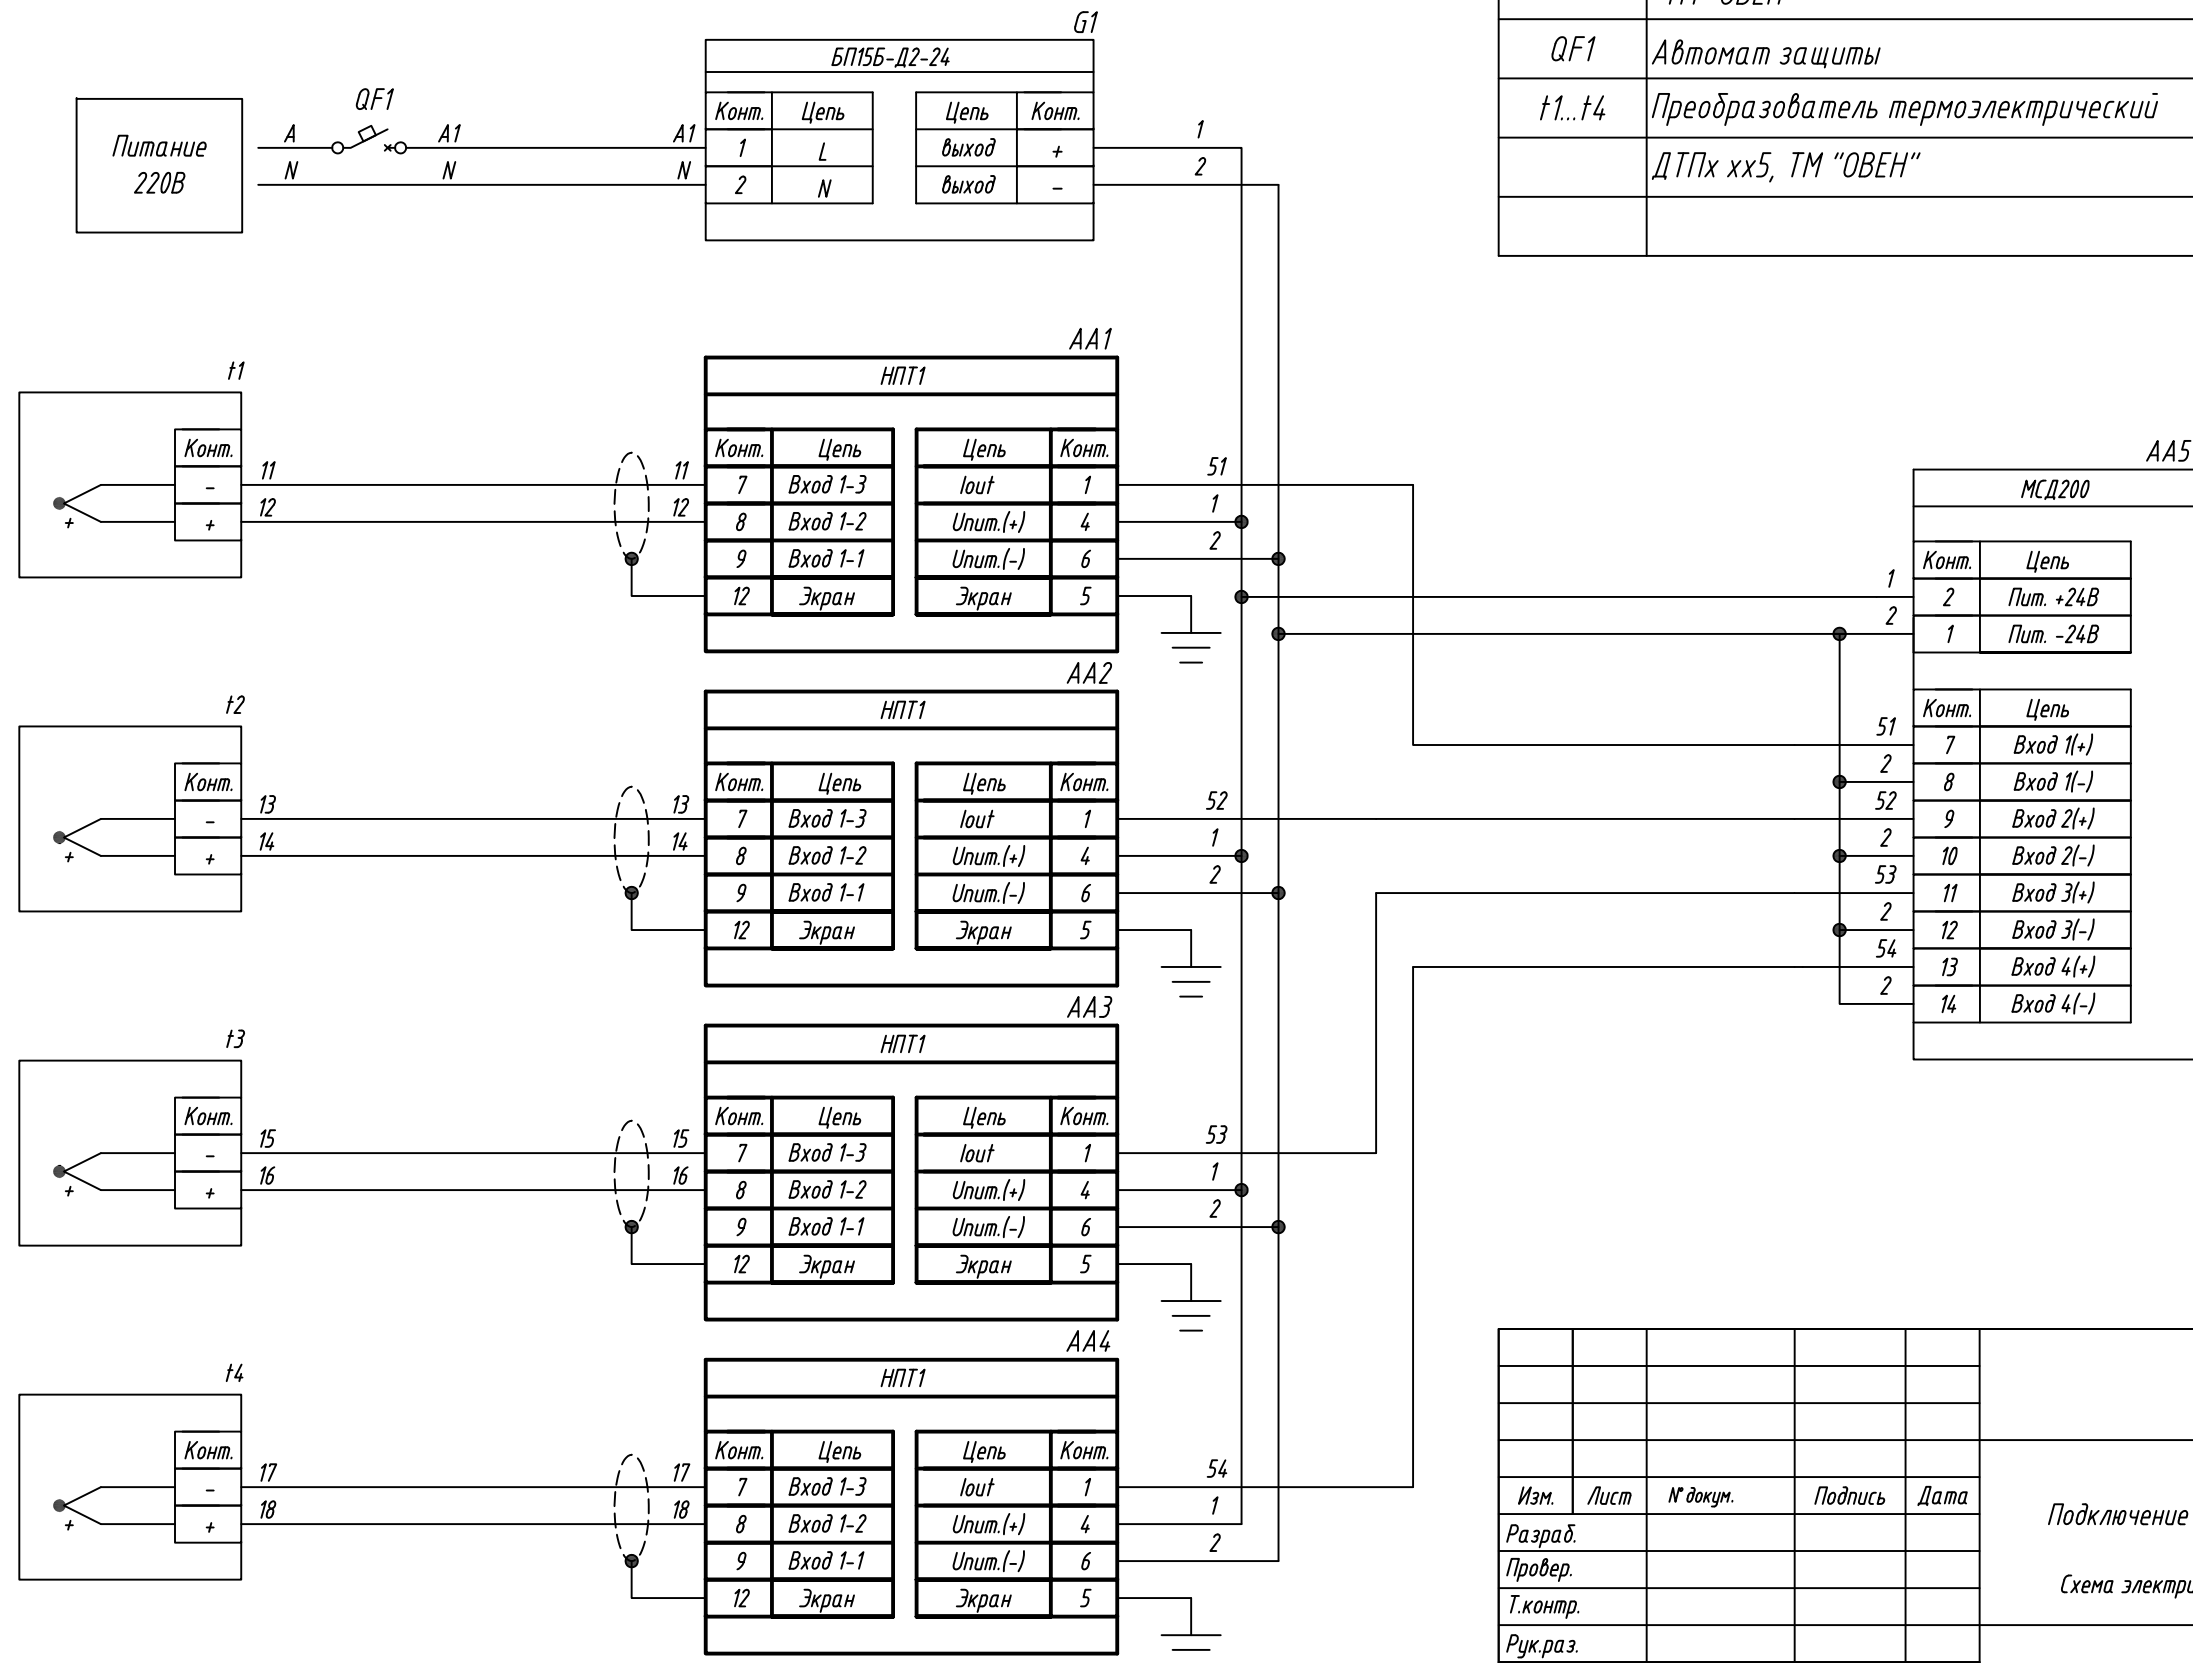 G1
БП15Б-Д2-24
Конт. Цепь Цепь Конт.
1 L выход +
2 N выход -
Питание
220В
QF1
A A1 A1 1
N N N 2
QF1 Автомат защиты
t1...t4 Преобразователь термоэлектрический
ДТПх хх5, ТМ "ОВЕН"
t1
Конт.
- 11 11
+ 12 12
+
AA1
НПТ1
Конт. Цепь Цепь Конт.
7 Вход 1-3 Iout 1 51
8 Вход 1-2 Uпит.(+) 4 1
9 Вход 1-1 Uпит.(-) 6 2
12 Экран Экран 5
t2
Конт.
- 13 13
+ 14 14
+
AA2
НПТ1
Конт. Цепь Цепь Конт.
7 Вход 1-3 Iout 1 52
8 Вход 1-2 Uпит.(+) 4 1
9 Вход 1-1 Uпит.(-) 6 2
12 Экран Экран 5
t3
Конт.
- 15 15
+ 16 16
+
AA3
НПТ1
Конт. Цепь Цепь Конт.
7 Вход 1-3 Iout 1 53
8 Вход 1-2 Uпит.(+) 4 1
9 Вход 1-1 Uпит.(-) 6 2
12 Экран Экран 5
t4
Конт.
- 17 17
+ 18 18
+
AA4
НПТ1
Конт. Цепь Цепь Конт.
7 Вход 1-3 Iout 1 54
8 Вход 1-2 Uпит.(+) 4 1
9 Вход 1-1 Uпит.(-) 6 2
12 Экран Экран 5
AA5
МСД200
Конт. Цепь
1 2 Пит. +24В
2 1 Пит. -24В
Конт. Цепь
51 7 Вход 1(+)
2 8 Вход 1(-)
52 9 Вход 2(+)
2 10 Вход 2(-)
53 11 Вход 3(+)
2 12 Вход 3(-)
54 13 Вход 4(+)
2 14 Вход 4(-)
Изм. Лист № докум. Подпись Дата
Разраб.
Провер.
Т.контр.
Рук.раз.
Подключение
Схема электри